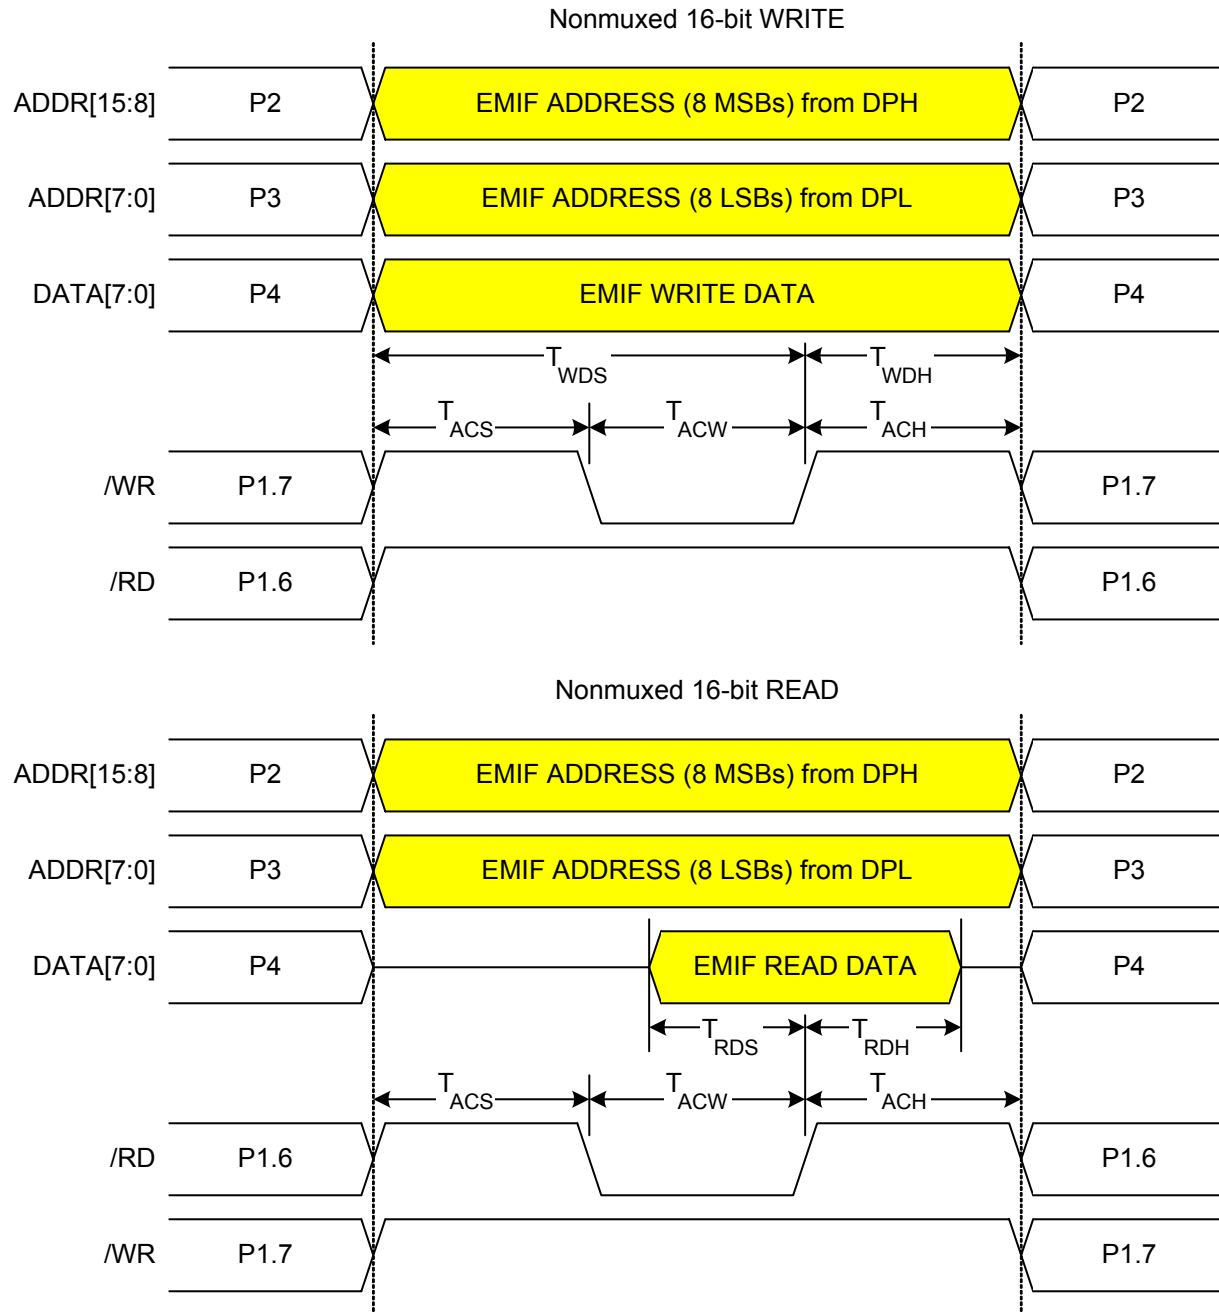 Nonmuxed 16-bit WRITE
ADDR[15:8] P2 EMIF ADDRESS (8 MSBs) from DPH P2
ADDR[7:0] P3 EMIF ADDRESS (8 LSBs) from DPL P3
DATA[7:0] P4 EMIF WRITE DATA P4
TWDS TWDH
TACS TACW TACH
/WR P1.7 P1.7
/RD P1.6 P1.6
Nonmuxed 16-bit READ
ADDR[15:8] P2 EMIF ADDRESS (8 MSBs) from DPH P2
ADDR[7:0] P3 EMIF ADDRESS (8 LSBs) from DPL P3
DATA[7:0] P4 EMIF READ DATA P4
TRDS TRDH
TACS TACW TACH
/RD P1.6 P1.6
/WR P1.7 P1.7